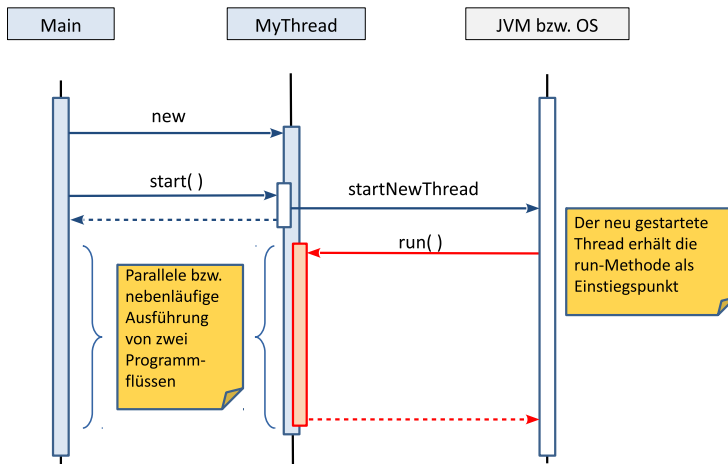 Main
MyThread
JVM bzw. OS
new
start( )
startNewThread
run( )
Der neu gestartete
Thread erhält die
run-Methode als
Einstiegspunkt
Parallele bzw.
nebenläufige
Ausführung
von zwei
Programm-
flüssen